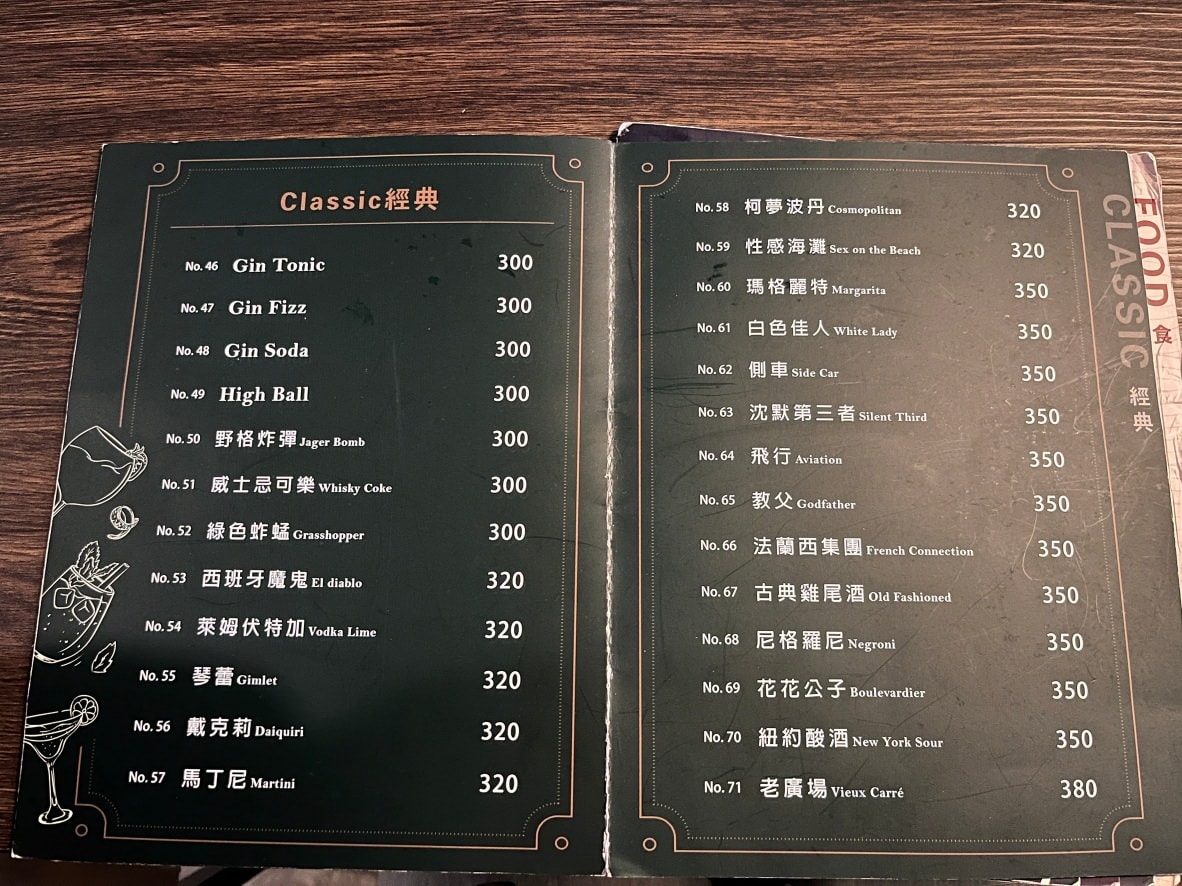 Classic經典
No. 46 Gin Tonic 300
No. 47 Gin Fizz 300
No. 48 Gin Soda 300
No. 49 High Ball 300
No. 50 野格炸彈 Jager Bomb 300
No. 51 威士忌可樂 Whisky Coke 300
No. 52 綠色蚱蜢 Grasshopper 300
No. 53 西班牙魔鬼 El diablo 320
No. 54 萊姆伏特加 Vodka Lime 320
No. 55 琴蕾 Gimlet 320
No. 56 戴克莉 Daiquiri 320
No. 57 馬丁尼 Martini 320
No. 58 柯夢波丹 Cosmopolitan 320
No. 59 性感海灘 Sex on the Beach 320
No. 60 瑪格麗特 Margarita 350
No. 61 白色佳人 White Lady 350
No. 62 側車 Side Car 350
No. 63 沈默第三者 Silent Third 350
No. 64 飛行 Aviation 350
No. 65 教父 Godfather 350
No. 66 法蘭西集團 French Connection 350
No. 67 古典雞尾酒 Old Fashioned 350
No. 68 尼格羅尼 Negroni 350
No. 69 花花公子 Boulevardier 350
No. 70 紐約酸酒 New York Sour 350
No. 71 老廣場 Vieux Carré 380
CLASSIC 經典
FOOD 食